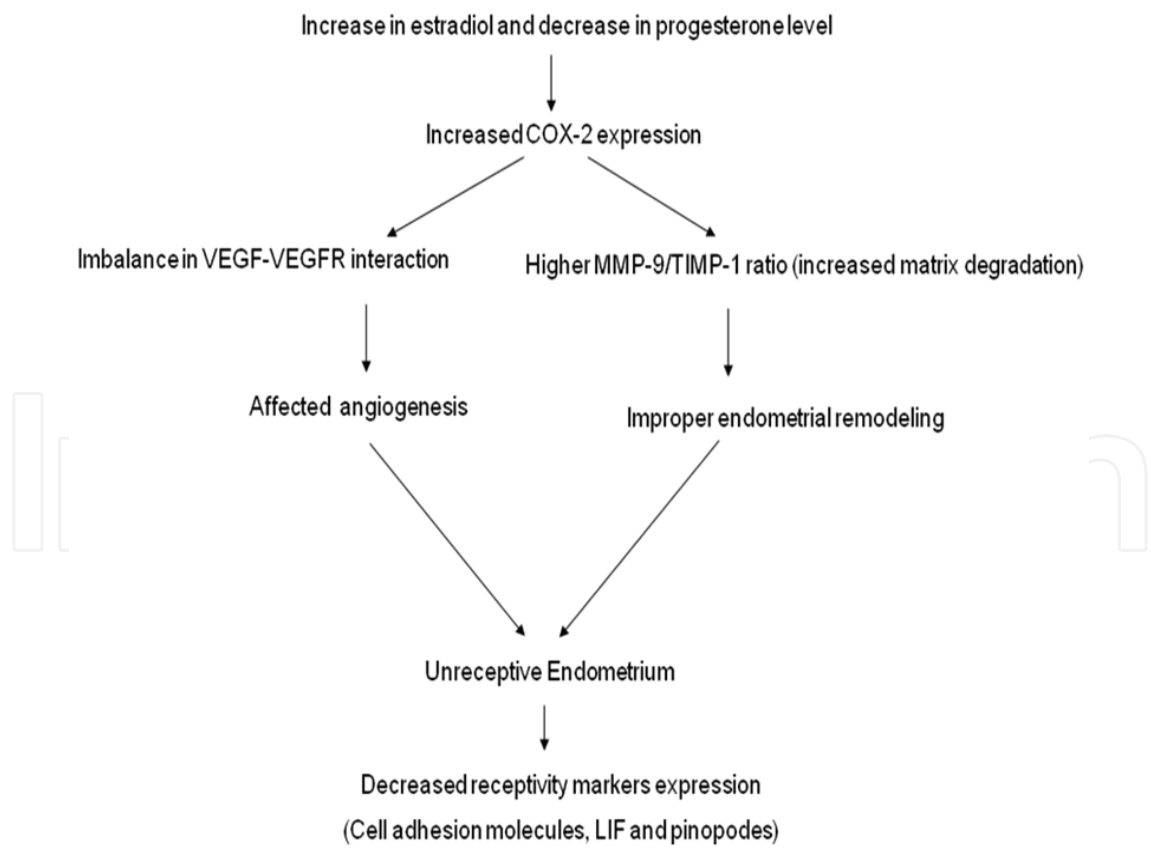 Increase in estradiol and decrease in progesterone level
Increased COX-2 expression
Imbalance in VEGF-VEGFR interaction
Higher MMP-9/TIMP-1 ratio (increased matrix degradation)
Affected angiogenesis
Improper endometrial remodeling
Unreceptive Endometrium
Decreased receptivity markers expression
(Cell adhesion molecules, LIF and pinopodes)